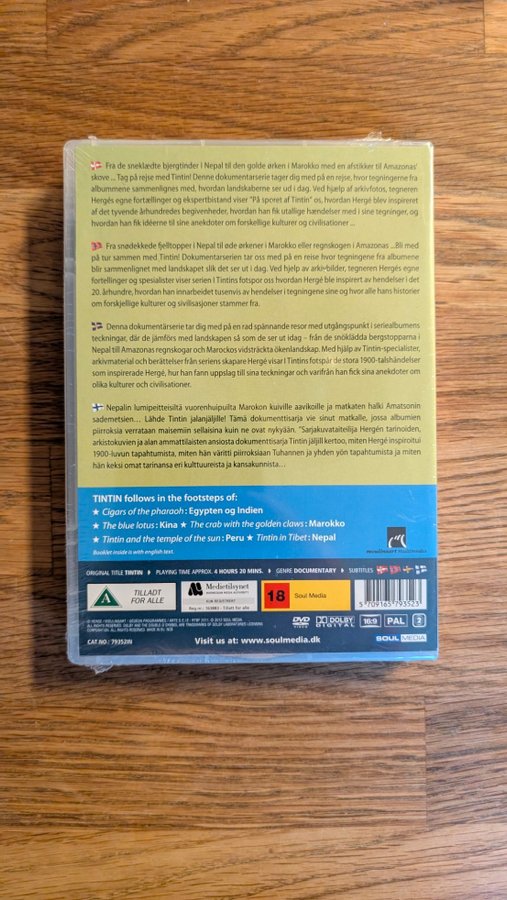 Fra de sneklædte bjergtinder i Nepal til den golde ørken i Marokko med en afstikker til Amazonas'
skove ... Tag på rejse med Tintin! Denne dokumentarserie tager dig med på en rejse, hvor tegningerne fra
albummene sammenlignes med, hvordan landskaberne ser ud i dag. Ved hjælp af arkivfotos, tegneren
Hergés egne fortællinger og ekspertbistand viser "På sporet af Tintin" os, hvordan Hergé blev inspireret
af det tyvende århundredes begivenheder, hvordan han fik utallige hændelser med i sine tegninger, og
hvordan han fik idéerne til sine anekdoter om forskellige kulturer og civilisationer ...
Fra snødekkede fjelltopper i Nepal til øde ørkener i Marokko eller regnskogen i Amazonas ...Bli med
på tur sammen med Tintin! Dokumentarserien tar oss med på en reise hvor tegningene fra albumene
blir sammenlignet med landskapet slik det ser ut i dag. Ved hjelp av arkivbilder, tegneren Hergés egne
fortellinger og spesialister viser serien i Tintins fotspor oss hvordan Hergé ble inspirert av hendelser i det
20. århundre, hvordan han innarbeidet tusenvis av hendelser i tegningene sine og hvor alle hans historier
om forskjellige kulturer og sivilisasjoner stammer fra.
Denna dokumentärserie tar dig med på en rad spännande resor med utgångspunkt i seriealbumens
teckningar, där de jämförs med landskapen så som de ser ut idag – från de snöklädda bergstopparna i
Nepal till Amazonas regnskogar och Marockos vidsträckta ökenlandskap. Med hjälp av Tintin-specialister,
arkivmaterial och berättelser från seriens skapare Hergé visar I Tintins fotspår de stora 1900-talshändelser
som inspirerade Hergé, hur han fann uppslag till sina teckningar och varifrån han fick sina anekdoter om
olika kulturer och civilisationer.
Nepalin lumipeitteisiltä vuorenhuipuilta Marokon kuiville aavikoille ja matkaten halki Amatsonin
sademetsien... Lähde Tintin jalanjäljille! Tämä dokumenttisarja vie sinut matkalle, jossa albumien
piirroksia verrataan maisemiin sellaisina kuin ne ovat nykyään. "Sarjakuvataiteilija Hergén tarinoiden,
arkistokuvien ja alan ammattilaisten ansiosta dokumenttisarja Tintin jäljill kertoo, miten Hergé inspiroitui
1900-luvun tapahtumista, miten hän väritti piirroksiaan Tuhannen ja yhden yön tapahtumista ja miten
hän keksi omat tarinansa eri kulttuureista ja kansakunnista...
TINTIN follows in the footsteps of:
★ Cigars of the pharaoh : Egypten og Indien
★ The blue lotus : Kina ★ The crab with the golden claws : Marokko
★ Tintin and the temple of the sun : Peru ★ Tintin in Tibet : Nepal
Booklet inside is with english text.
moulinsart multimedia
ORIGINAL TITLE TINTIN PLAYING TIME APPROX. 4 HOURS 20 MINS. GENRE DOCUMENTARY SUBTITLES
A TILLADT
FOR ALLE
Medietilsynet
18 Soul Media
DVD
VIDEO
DOLBY
DIGITAL
16:9
PAL
2
5 709165 793523
Visit us at: www.soulmedia.dk
SOUL MEDIA
CAT NO: 79352IN